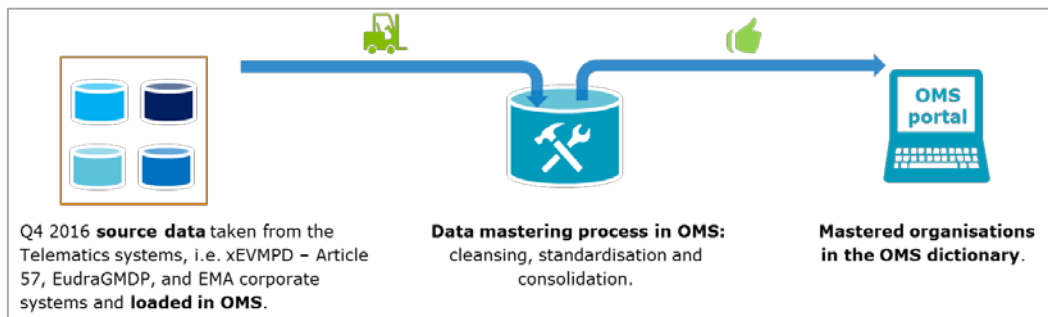 OMS
portal
Q4 2016 source data taken from the
Telematics systems, i.e. xEVMPD – Article
57, EudraGMDP, and EMA corporate
systems and loaded in OMS.
Data mastering process in OMS:
cleansing, standardisation and
consolidation.
Mastered organisations
in the OMS dictionary.